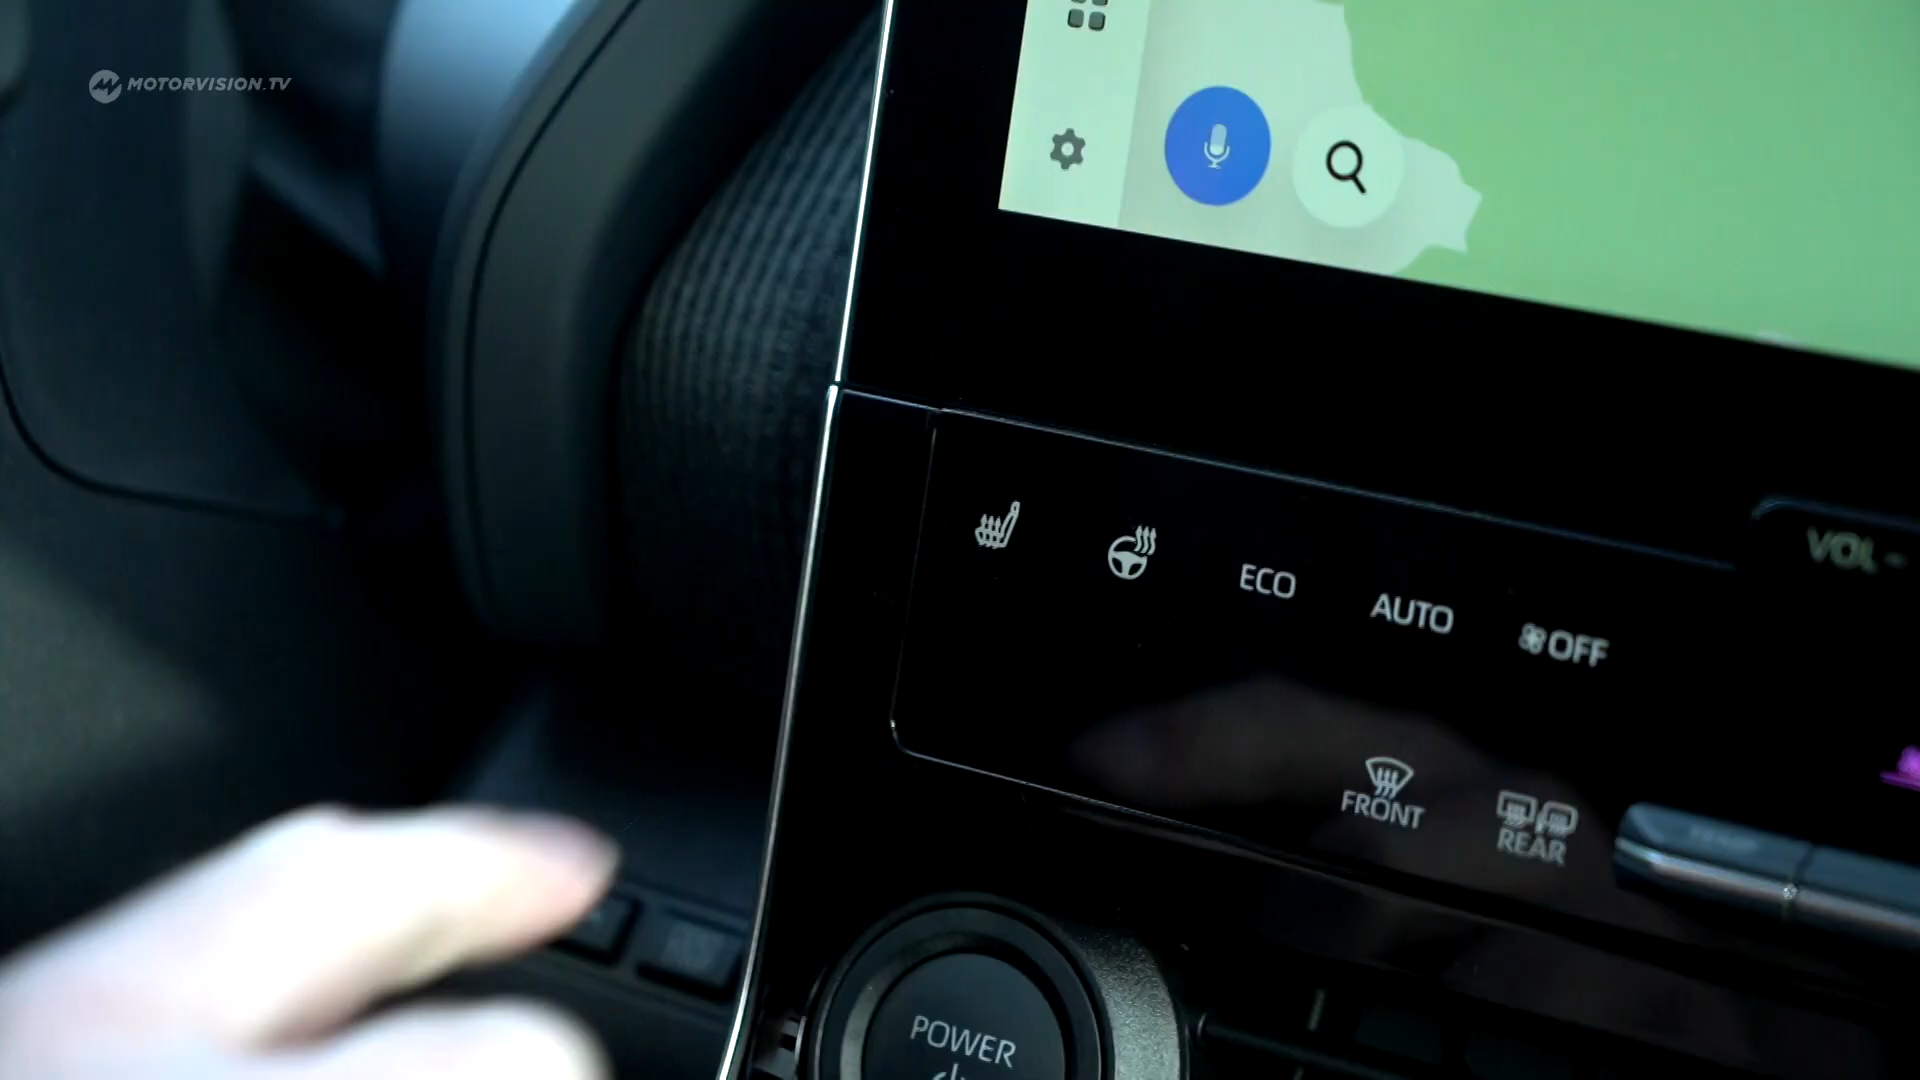 MOTORVISION.TV
VOL -
ECO
AUTO
OFF
FRONT
REAR
POWER